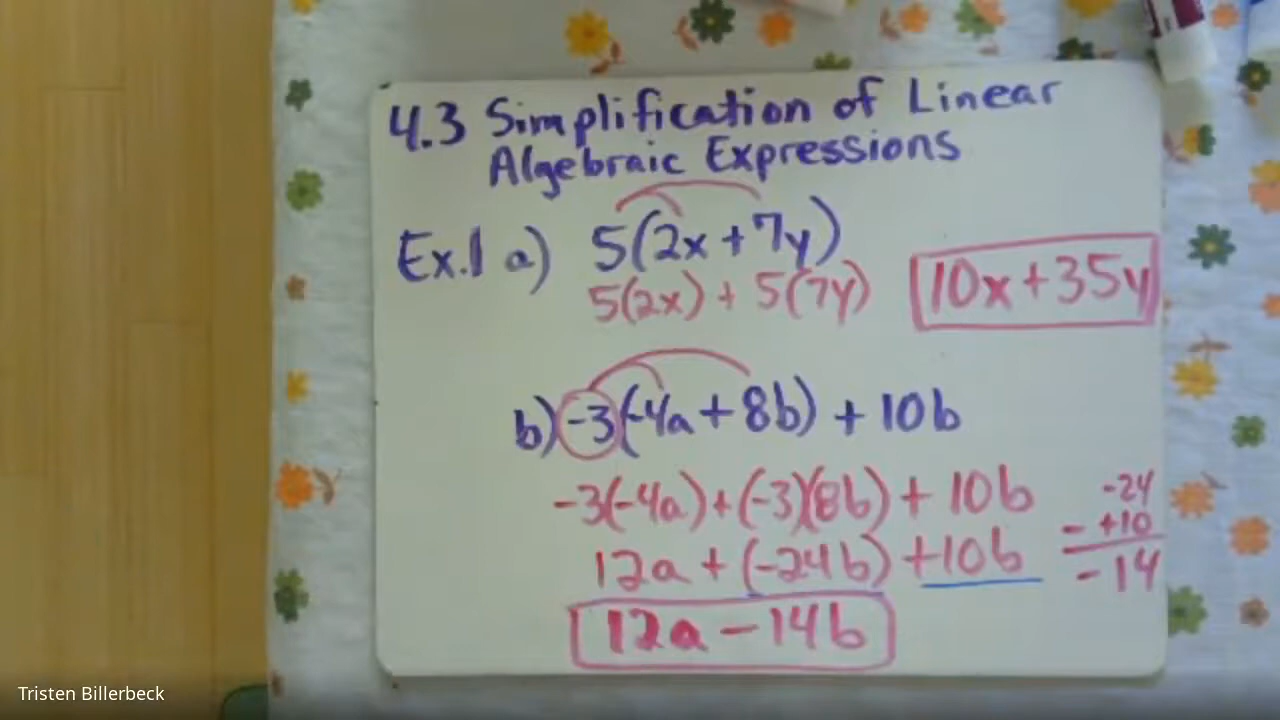 4.3 Simplification of Linear
Algebraic Expressions
Ex.1 a) 5(2x+7y)
5(2x) + 5(7y) 10x+35y
b) -3(-4a+8b) + 10b
-3(-4a)+(-3)(8b) + 10b
12a + (-24b) +10b
12a - 14b
-24
- +10
-14
Tristen Billerbeck